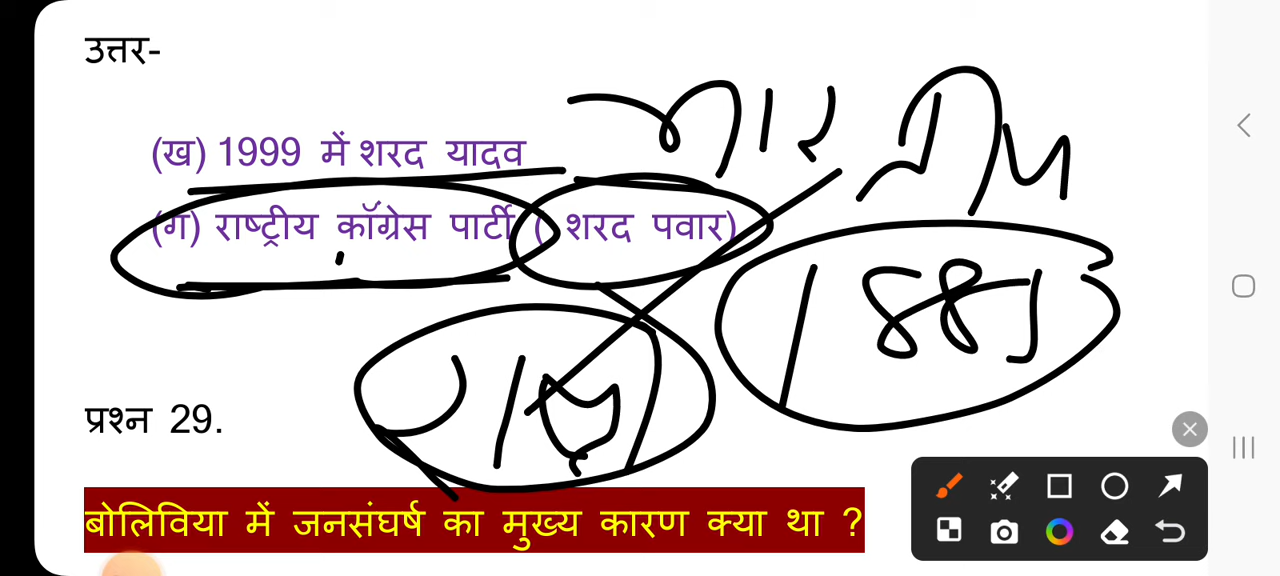 उत्तर-
(ख) 1999 में शरद यादव
(ग) राष्ट्रीय कॉग्रेस पार्टी ( शरद पवार)
1885
प्रश्न 29.
बोलिविया में जनसंघर्ष का मुख्य कारण क्या था ?